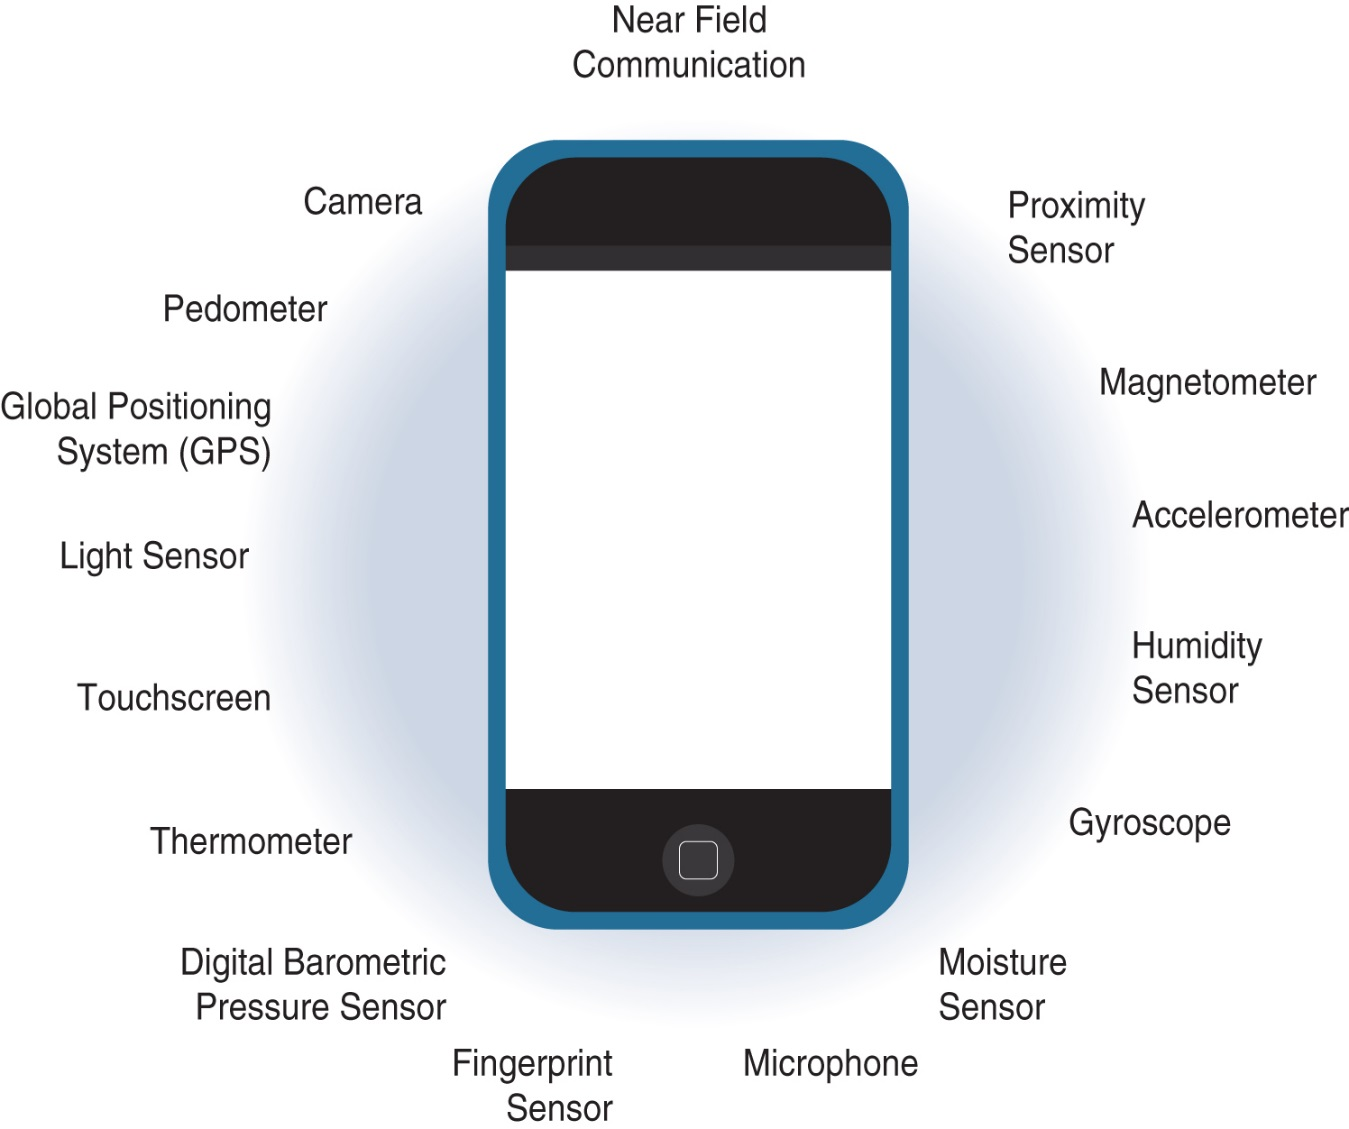 Near Field
Communication
Camera
Proximity
Sensor
Pedometer
Magnetometer
Global Positioning
System (GPS)
Accelerometer
Light Sensor
Humidity
Sensor
Touchscreen
Gyroscope
Thermometer
Digital Barometric
Pressure Sensor
Moisture
Sensor
Fingerprint
Sensor
Microphone